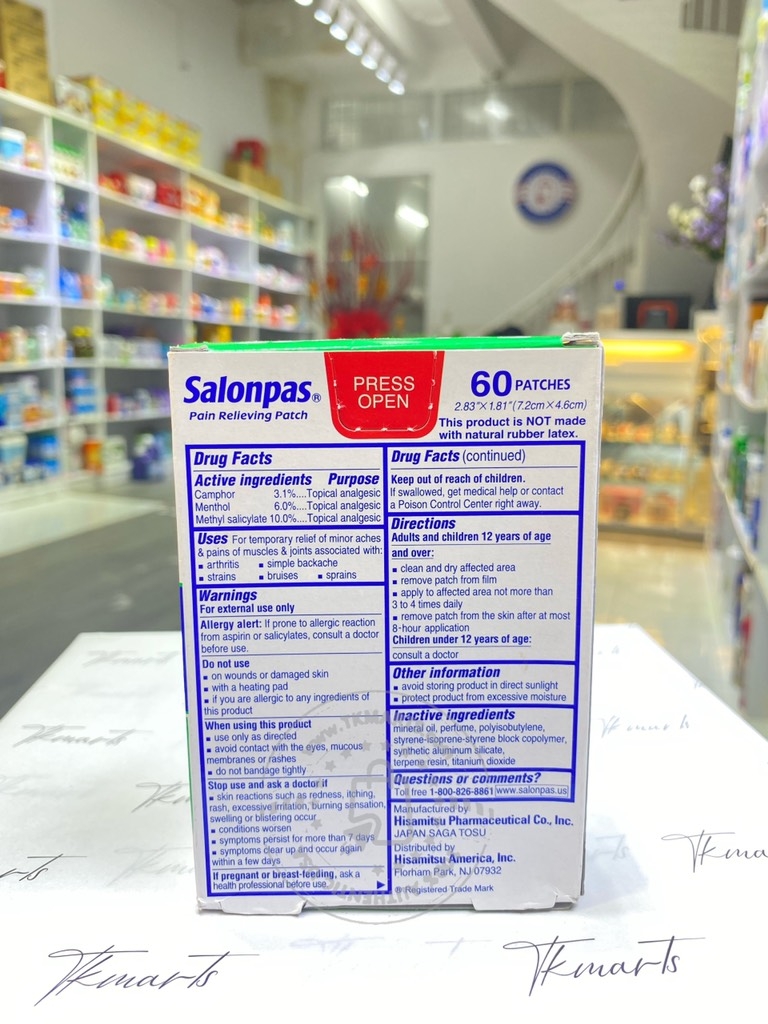 Salonpas®
Pain Relieving Patch
PRESS
OPEN
60 PATCHES
2.83"×1.81"(7.2cm×4.6cm)
This product is NOT made
with natural rubber latex.
Drug Facts
Active ingredients Purpose
Camphor 3.1%....Topical analgesic
Menthol 6.0%....Topical analgesic
Methyl salicylate 10.0%....Topical analgesic
Uses For temporary relief of minor aches
& pains of muscles & joints associated with:
▪ arthritis ▪ simple backache
▪ strains ▪ bruises ▪ sprains
Warnings
For external use only
Allergy alert: If prone to allergic reaction
from aspirin or salicylates, consult a doctor
before use.
Do not use
▪ on wounds or damaged skin
▪ with a heating pad
▪ if you are allergic to any ingredients of
this product
When using this product
▪ use only as directed
▪ avoid contact with the eyes, mucous
membranes or rashes
▪ do not bandage tightly
Stop use and ask a doctor if
▪ skin reactions such as redness, itching,
rash, excessive irritation, burning sensation,
swelling or blistering occur
▪ conditions worsen
▪ symptoms persist for more than 7 days
▪ symptoms clear up and occur again
within a few days
If pregnant or breast-feeding, ask a
health professional before use.
Drug Facts (continued)
Keep out of reach of children.
If swallowed, get medical help or contact
a Poison Control Center right away.
Directions
Adults and children 12 years of age
and over:
▪ clean and dry affected area
▪ remove patch from film
▪ apply to affected area not more than
3 to 4 times daily
▪ remove patch from the skin after at most
8-hour application
Children under 12 years of age:
consult a doctor
Other information
▪ avoid storing product in direct sunlight
▪ protect product from excessive moisture
Inactive ingredients
mineral oil, perfume, polyisobutylene,
styrene-isoprene-styrene block copolymer,
synthetic aluminum silicate,
terpene resin, titanium dioxide
Questions or comments?
Toll free 1-800-826-8861 www.salonpas.us
Manufactured by
Hisamitsu Pharmaceutical Co., Inc.
JAPAN SAGA TOSU
Distributed by
Hisamitsu America, Inc.
Florham Park, NJ 07932
® Registered Trade Mark
Tkmarts
Tkmarts